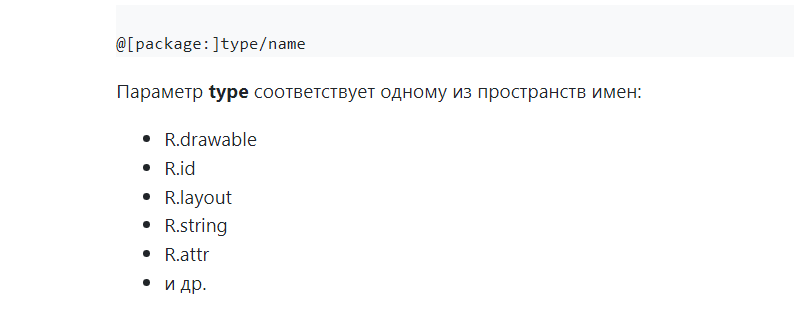 @[package:]type/name
Параметр type соответствует одному из пространств имен:
• R.drawable
• R.id
• R.layout
• R.string
• R.attr
• и др.